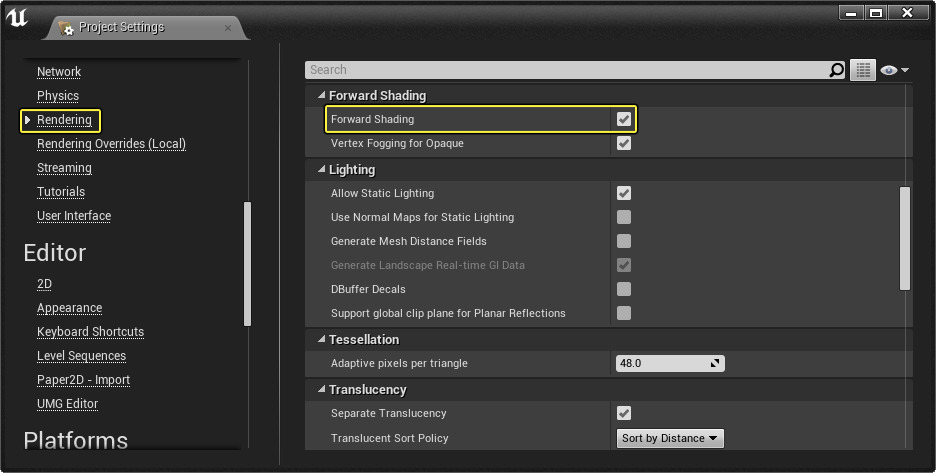 Project Settings
Network
Physics
Rendering
Rendering Overrides (Local)
Streaming
Tutorials
User Interface
Editor
2D
Appearance
Keyboard Shortcuts
Level Sequences
Paper2D - Import
UMG Editor
Platforms
Search
Forward Shading
Forward Shading
Vertex Fogging for Opaque
Lighting
Allow Static Lighting
Use Normal Maps for Static Lighting
Generate Mesh Distance Fields
Generate Landscape Real-time GI Data
DBuffer Decals
Support global clip plane for Planar Reflections
Tessellation
Adaptive pixels per triangle 48.0
Translucency
Separate Translucency
Translucent Sort Policy Sort by Distance